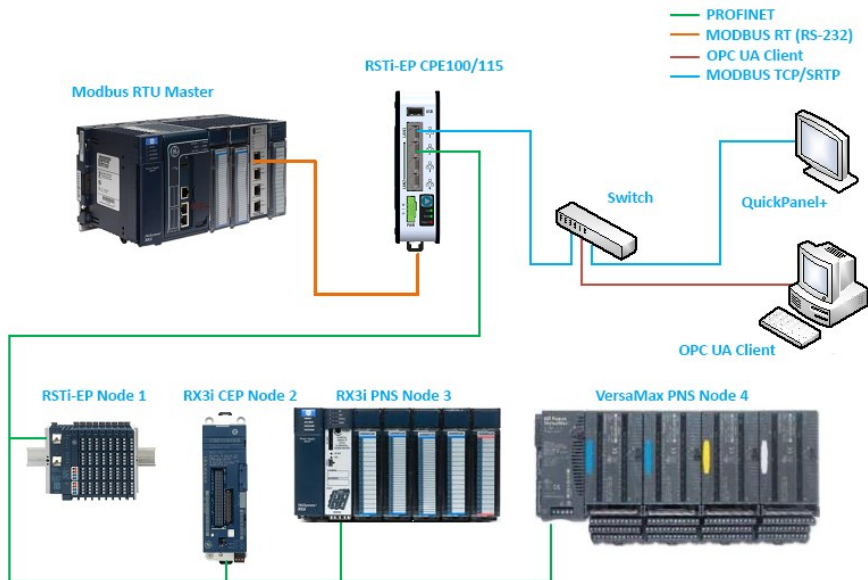 PROFINET
MODBUS RT (RS-232)
OPC UA Client
MODBUS TCP/SRTP
RSTi-EP CPE100/115
Modbus RTU Master
Switch
QuickPanel+
OPC UA Client
RSTi-EP Node 1
RX3i CEP Node 2
RX3i PNS Node 3
VersaMax PNS Node 4